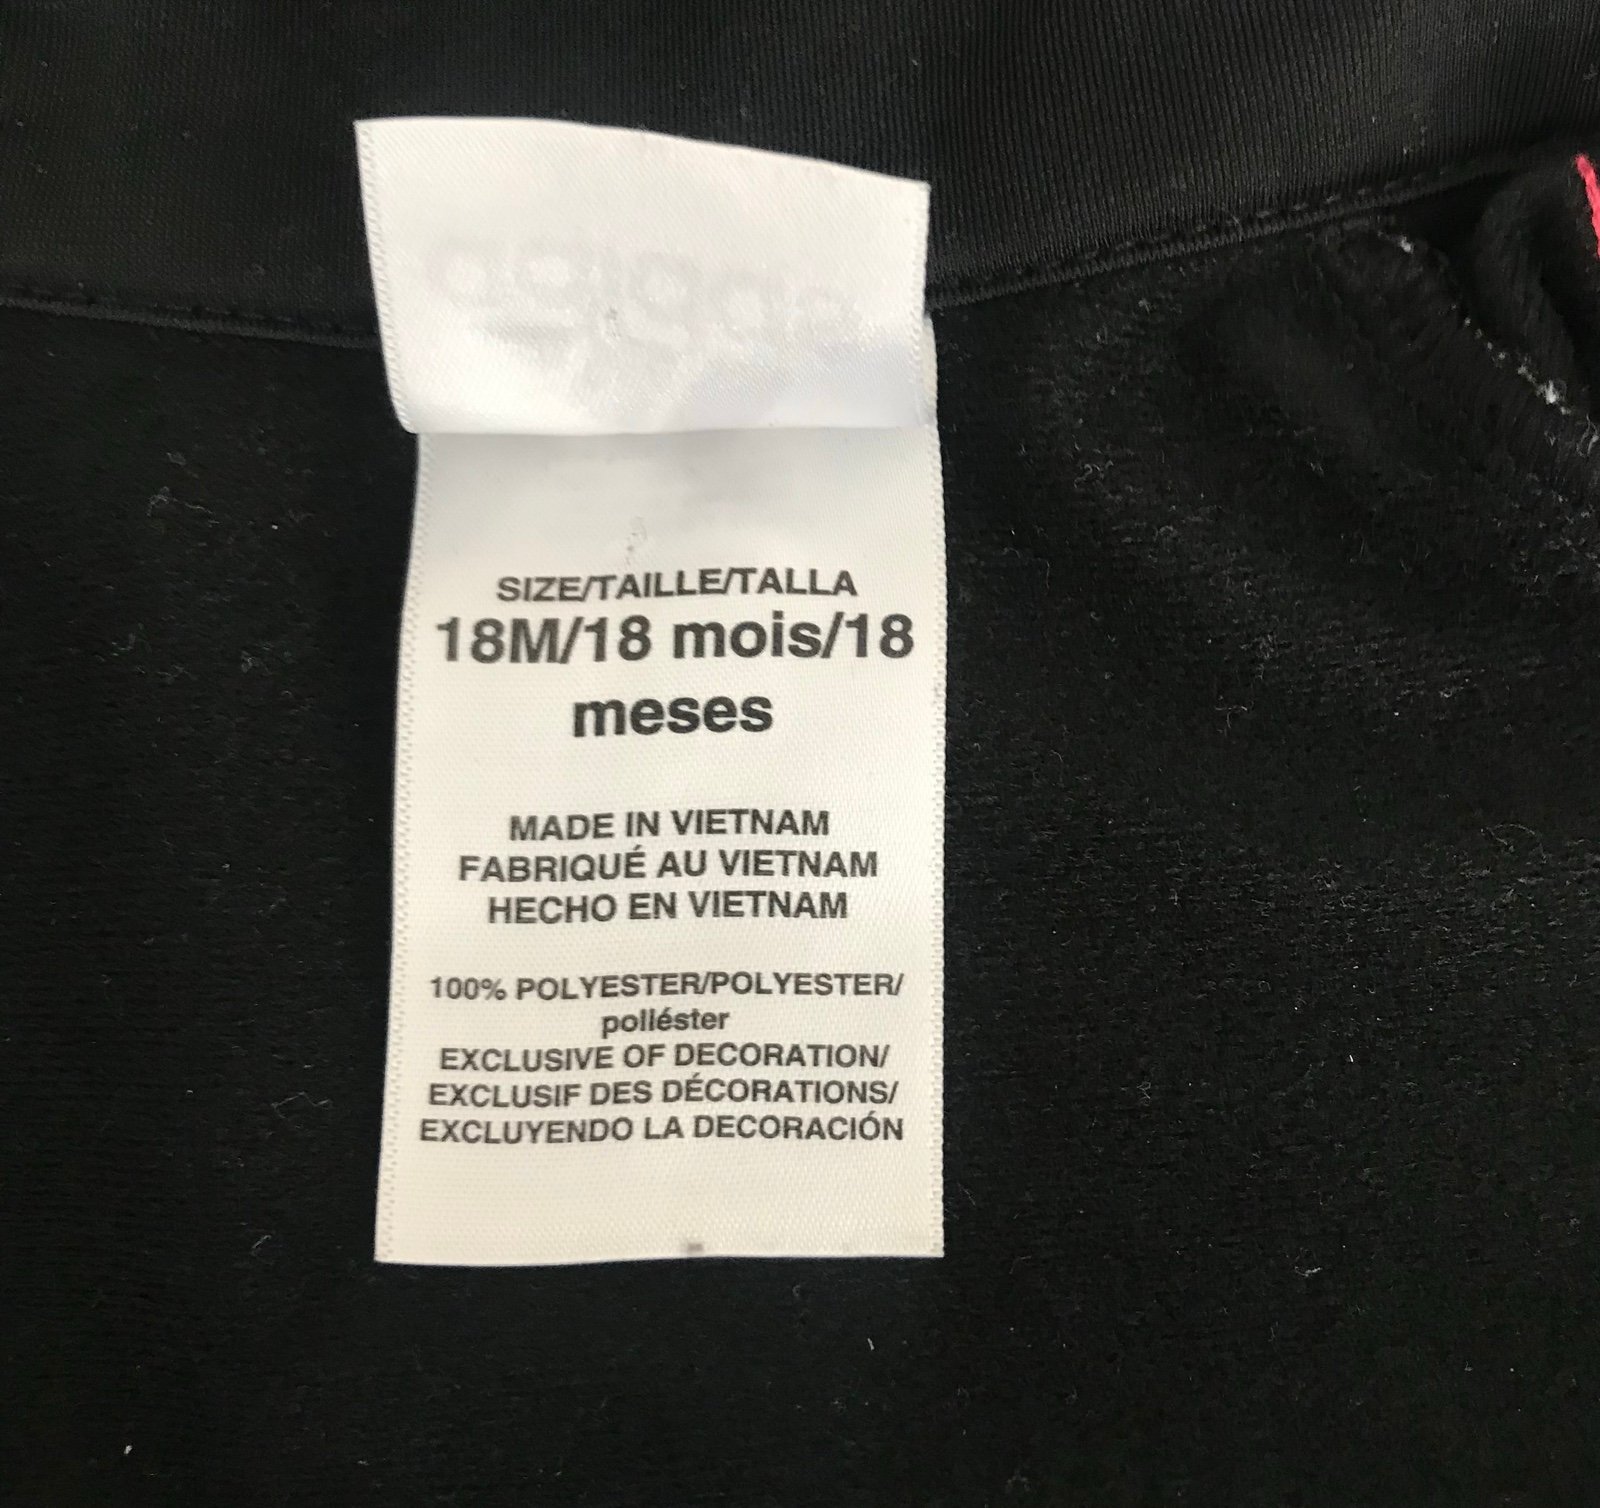 adidas
SIZE/TAILLE/TALLA
18M/18 mois/18
meses
MADE IN VIETNAM
FABRIQUÉ AU VIETNAM
HECHO EN VIETNAM
100% POLYESTER/POLYESTER/
poliéster
EXCLUSIVE OF DECORATION/
EXCLUSIF DES DÉCORATIONS/
EXCLUYENDO LA DECORACIÓN